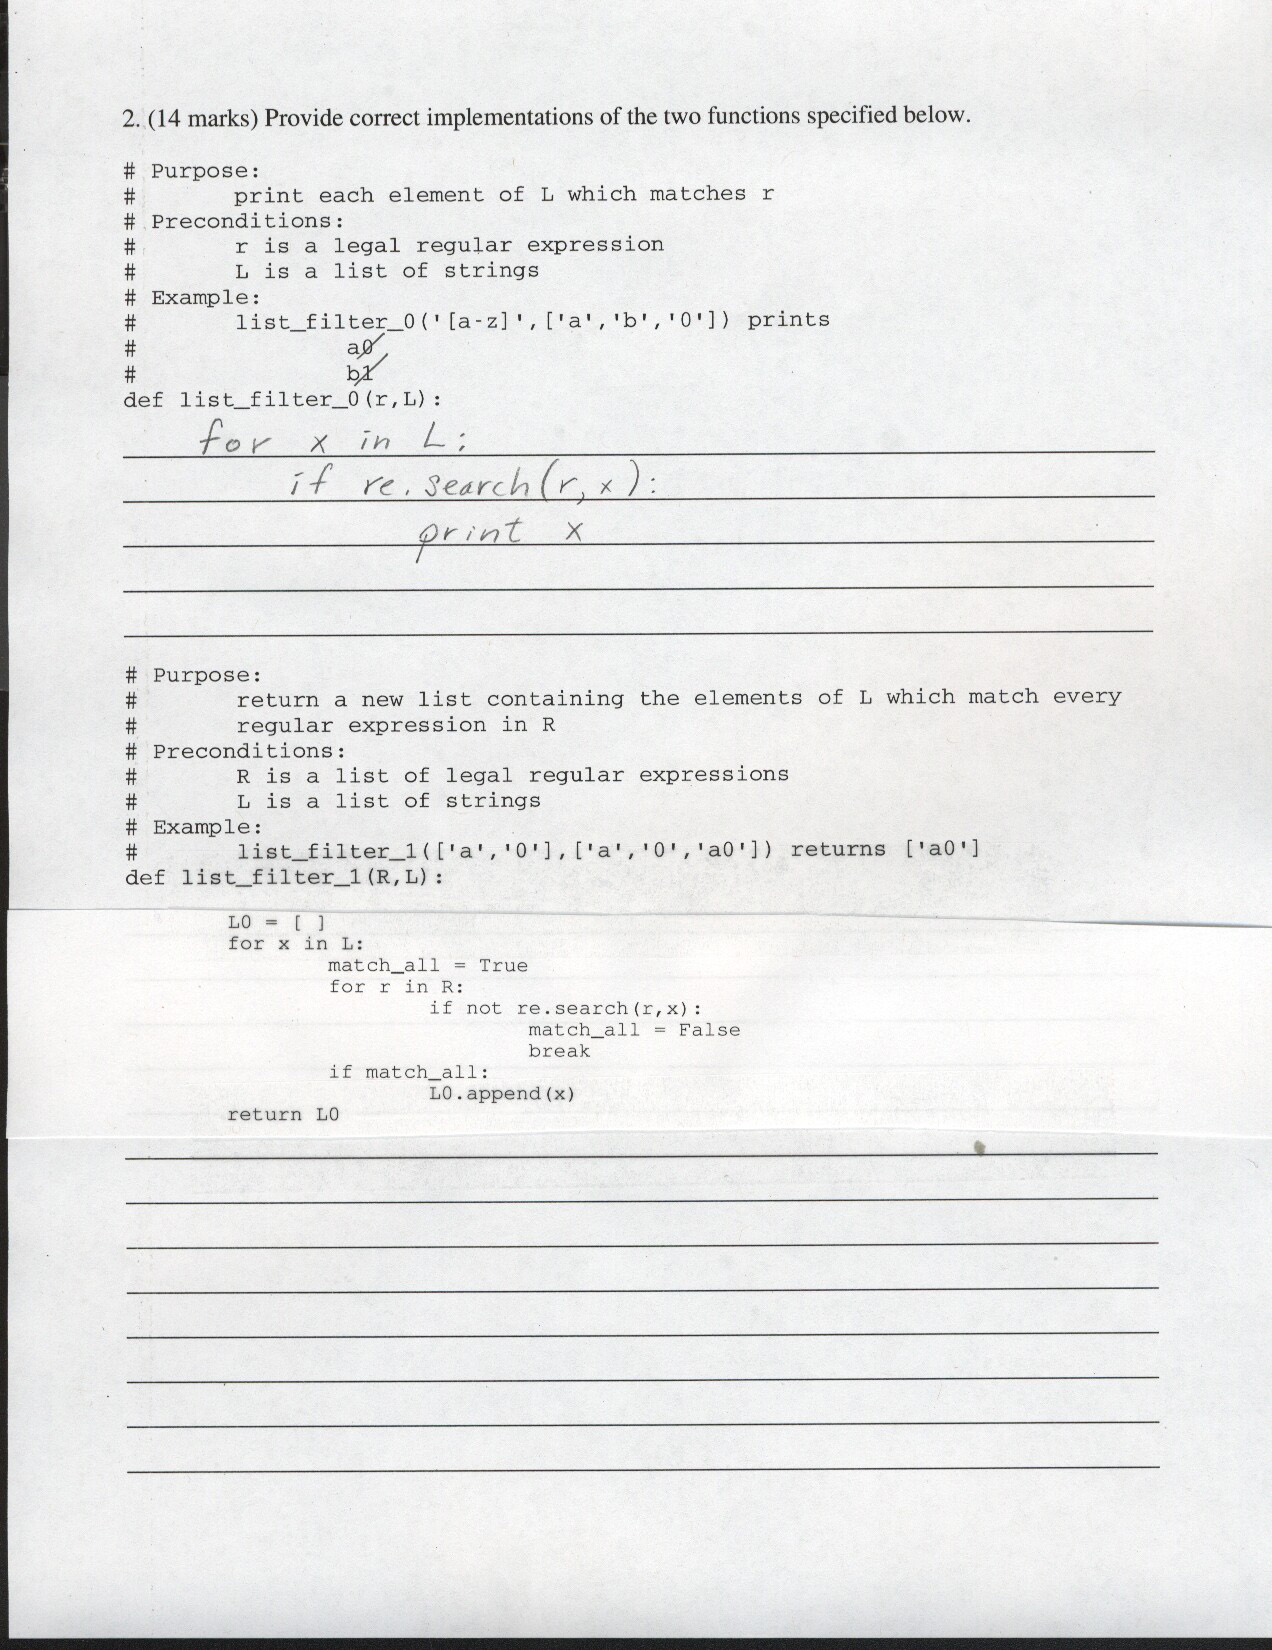 2. (14 marks) Provide correct implementations of the two functions specified below.
# Purpose:
#       print each element of L which matches r
# Preconditions:
#       r is a legal regular expression
#       L is a list of strings
# Example:
#       list_filter_0('[a-z]',['a','b','0']) prints
#               a0
#               b1
def list_filter_0(r,L):
for x in L:
if re.search(r, x):
print x
# Purpose:
#       return a new list containing the elements of L which match every
#       regular expression in R
# Preconditions:
#       R is a list of legal regular expressions
#       L is a list of strings
# Example:
#       list_filter_1(['a','0'],['a','0','a0']) returns ['a0']
def list_filter_1(R,L):
L0 = [ ]
for x in L:
match_all = True
for r in R:
if not re.search(r,x):
match_all = False
break
if match_all:
L0.append(x)
return L0